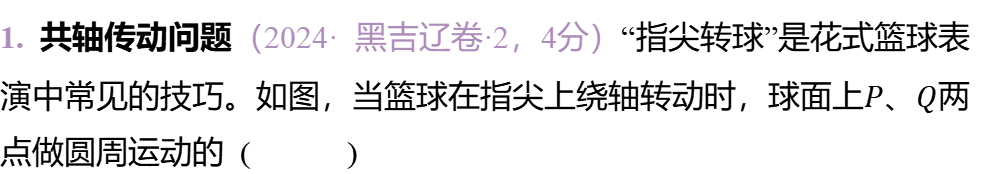 1. 共轴传动问题（2024· 黑吉辽卷·2，4分）“指尖转球”是花式篮球表
演中常见的技巧。如图，当篮球在指尖上绕轴转动时，球面上P、Q两
点做圆周运动的（ ）